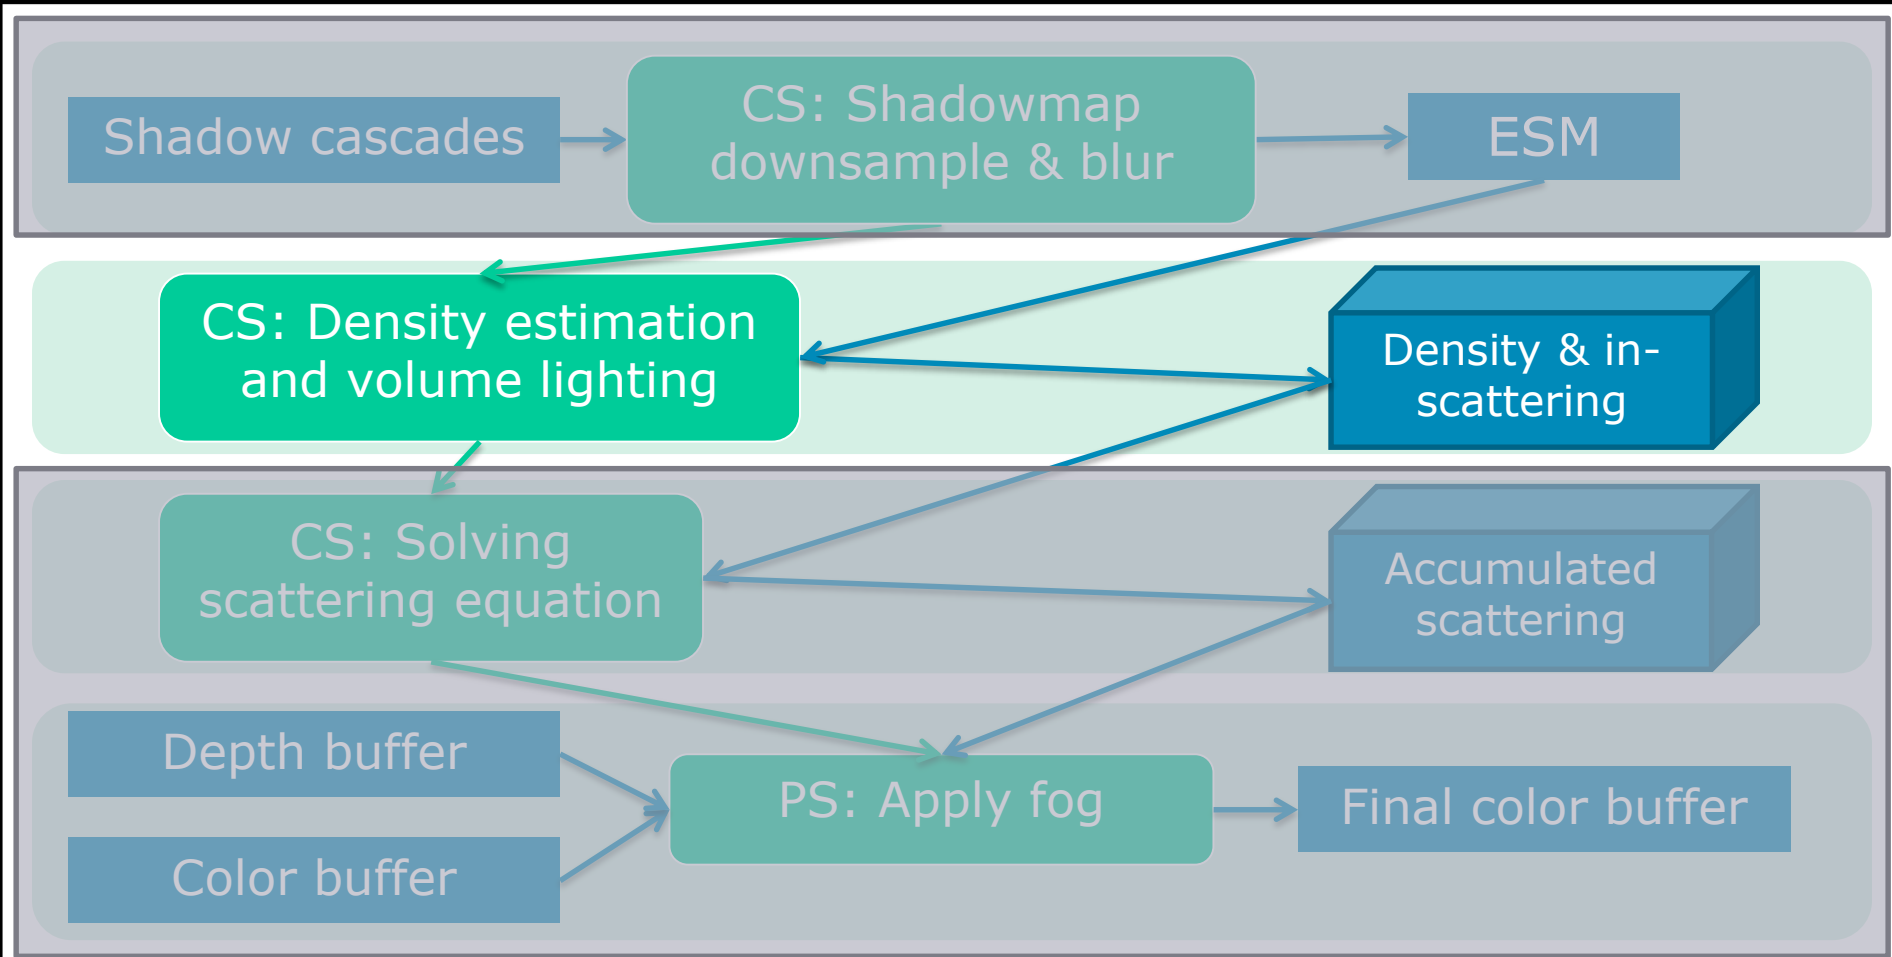 Shadow cascades
CS: Shadowmap
downsample & blur
ESM
CS: Density estimation
and volume lighting
Density & in-
scattering
CS: Solving
scattering equation
Accumulated
scattering
Depth buffer
Color buffer
PS: Apply fog
Final color buffer